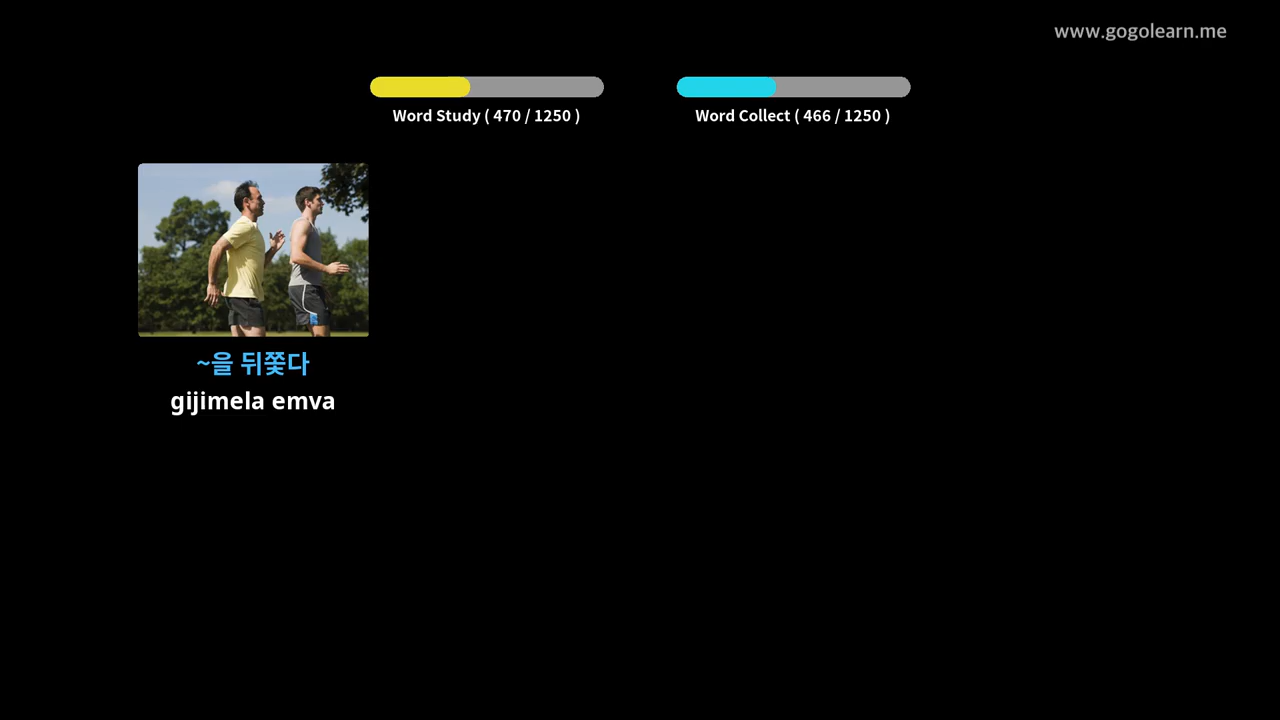 www.gogolearn.me
Word Study ( 470 / 1250 )
Word Collect ( 466 / 1250 )
~을 뒤쫓다
gijimela emva